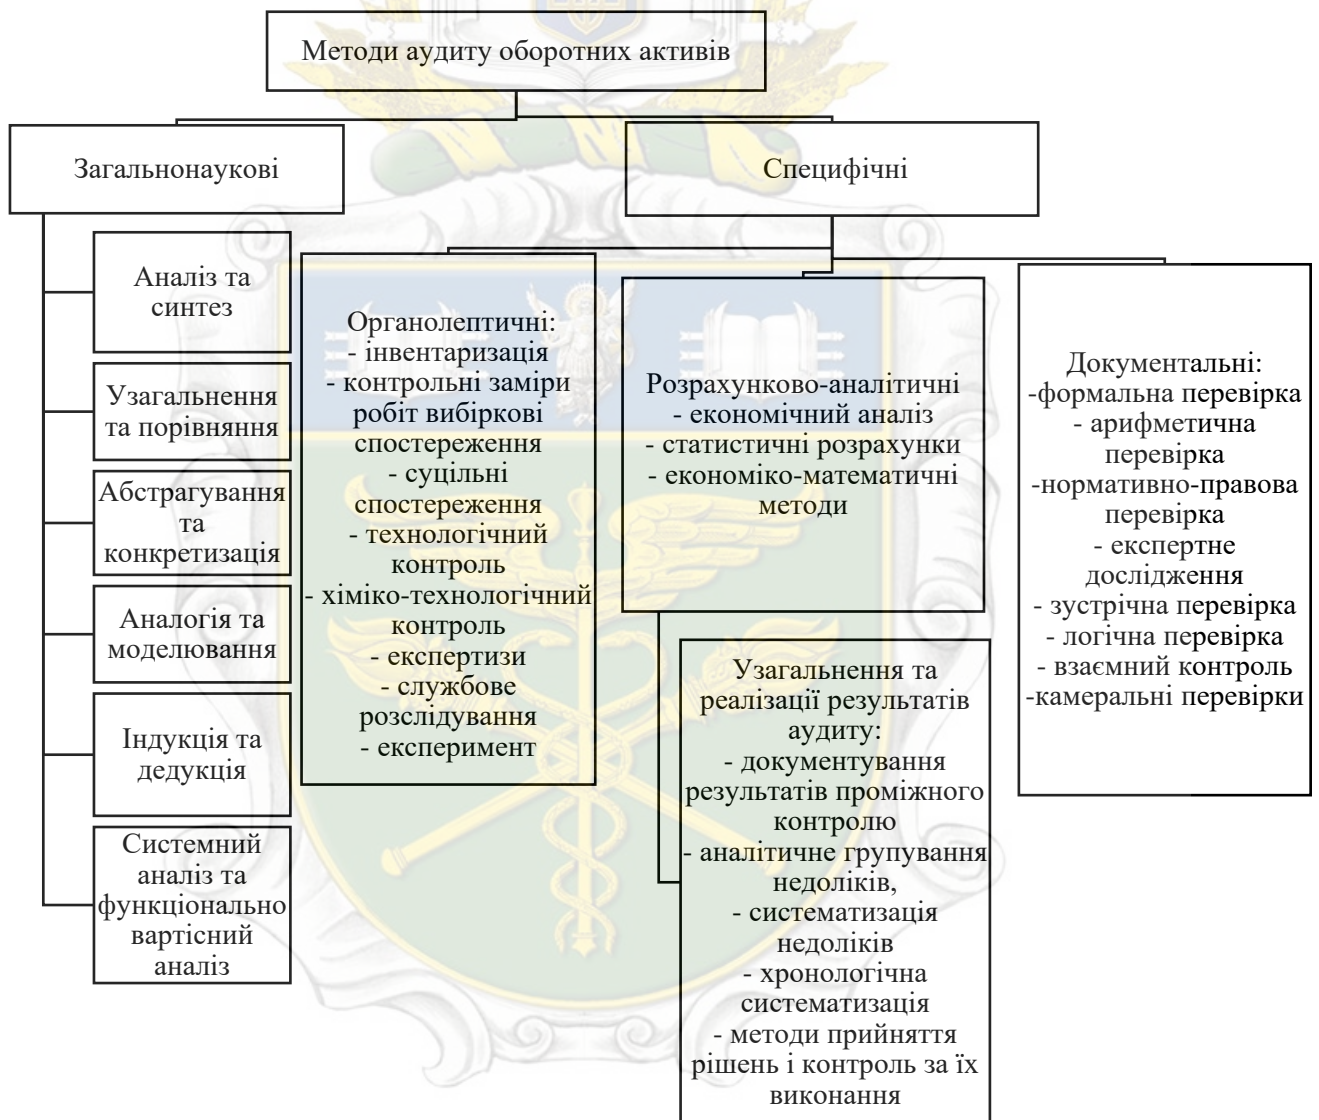 Методи аудиту оборотних активів
Загальнонаукові
Специфічні
Аналіз та
синтез
Узагальнення
та порівняння
Абстрагування
та
конкретизація
Аналогія та
моделювання
Індукція та
дедукція
Системний
аналіз та
функціонально
вартісний
аналіз
Органолептичні:
- інвентаризація
- контрольні заміри
робіт вибіркові
спостереження
- суцільні
спостереження
- технологічний
контроль
- хіміко-технологічний
контроль
- експертизи
- службове
розслідування
- експеримент
Розрахунково-аналітичні
- економічний аналіз
- статистичні розрахунки
- економіко-математичні
методи
Узагальнення та
реалізації результатів
аудиту:
- документування
результатів проміжного
контролю
- аналітичне групування
недоліків,
- систематизація
недоліків
- хронологічна
систематизація
- методи прийняття
рішень і контроль за їх
виконання
Документальні:
-формальна перевірка
- арифметична
перевірка
-нормативно-правова
перевірка
- експертне
дослідження
- зустрічна перевірка
- логічна перевірка
- взаємний контроль
-камеральні перевірки